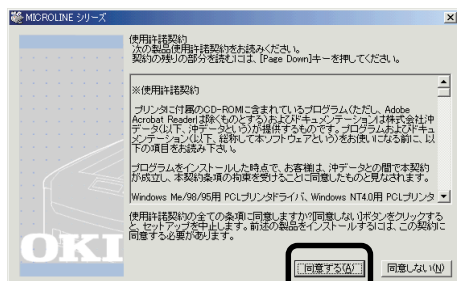 MICROLINE シリーズ
使用許諾契約
次の製品使用許諾契約をお読みください。
契約の残りの部分を読むには、[Page Down]キーを押してください。
※使用許諾契約
プリンタに付属のCD-ROMに含まれているプログラム(ただし、Adobe
Acrobat Readerは除くものとする)およびドキュメンテーションは株式会社沖
データ(以下、沖データという)が提供するものです。プログラムおよびドキュ
メンテーション(以下、総称して本ソフトウェアという)をお使いになる前に、以
下の項目をお読み下さい。
プログラムをインストールした時点で、お客様は、沖データとの間で本契約
が成立し、本契約条項の拘束を受けることに同意したものと見なされます。
Windows Me/98/95用 PCLプリンタドライバ、Windows NT4.0用 PCLプリンタ
使用許諾契約の全ての条項に同意しますか?[同意しない]ボタンをクリックする
と、セットアップを中止します。前述の製品をインストールするには、この契約に
同意する必要があります。
OKI
同意する(A)
同意しない(N)